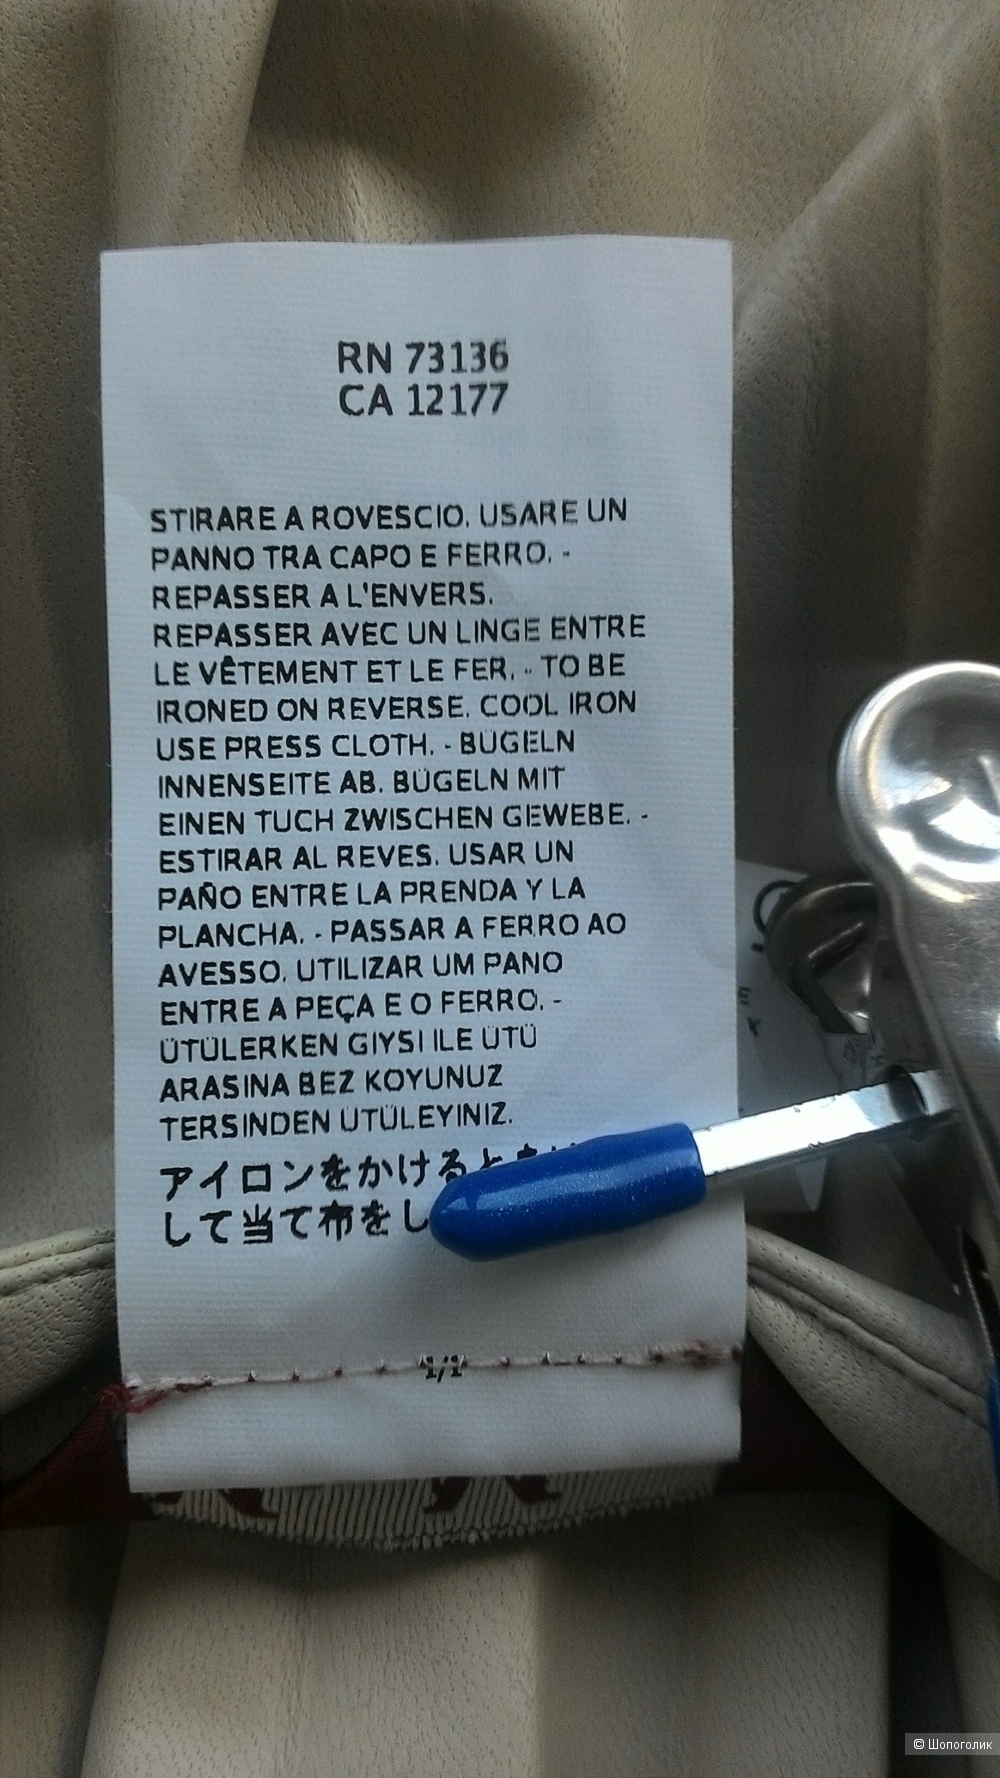 RN 73136
CA 12177
STIRARE A ROVESCIO. USARE UN
PANNO TRA CAPO E FERRO. -
REPASSER A L'ENVERS.
REPASSER AVEC UN LINGE ENTRE
LE VÊTEMENT ET LE FER. - TO BE
IRONED ON REVERSE. COOL IRON
USE PRESS CLOTH. - BÜGELN
INNENSEITE AB. BÜGELN MIT
EINEN TUCH ZWISCHEN GEWEBE. -
ESTIRAR AL REVES. USAR UN
PAÑO ENTRE LA PRENDA Y LA
PLANCHA. - PASSAR A FERRO AO
AVESSO. UTILIZAR UM PANO
ENTRE A PEÇA E O FERRO. -
ÜTÜLERKEN GIYSI ILE ÜTÜ
ARASINA BEZ KOYUNUZ
TERSINDEN ÜTÜLEYINIZ.
アイロンをかけると
して当て布をし
1/1
© Шопоголик